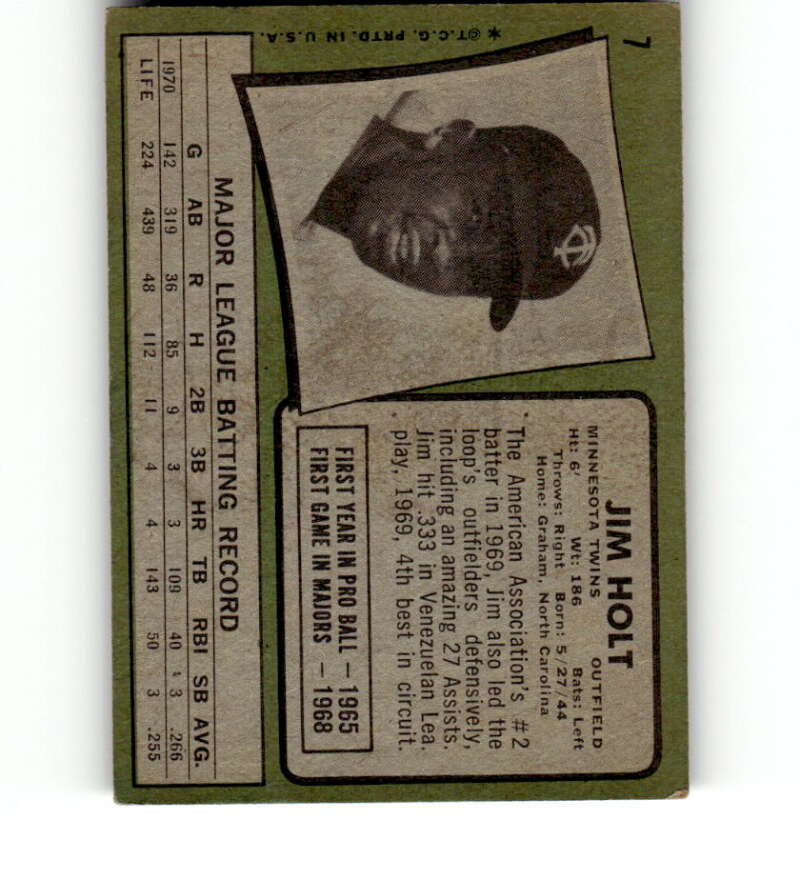 7
* © T.C.G. PRTD. IN U.S.A.
TC
JIM HOLT
MINNESOTA TWINS OUTFIELD
Ht: 6' Wt: 186 Bats: Left
Throws: Right Born: 5/27/44
Home: Graham, North Carolina
The American Association's #2
batter in 1969, Jim also led the
loop's outfielders defensively,
including an amazing 27 Assists.
Jim hit .333 in Venezuelan Lea.
play, 1969, 4th best in circuit.
FIRST YEAR IN PRO BALL — 1965
FIRST GAME IN MAJORS — 1968
MAJOR LEAGUE BATTING RECORD
G AB R H 2B 3B HR TB RBI SB AVG.
1970 142 319 36 85 9 3 3 109 40 3 .266
LIFE 224 439 48 112 11 4 4 143 50 3 .255